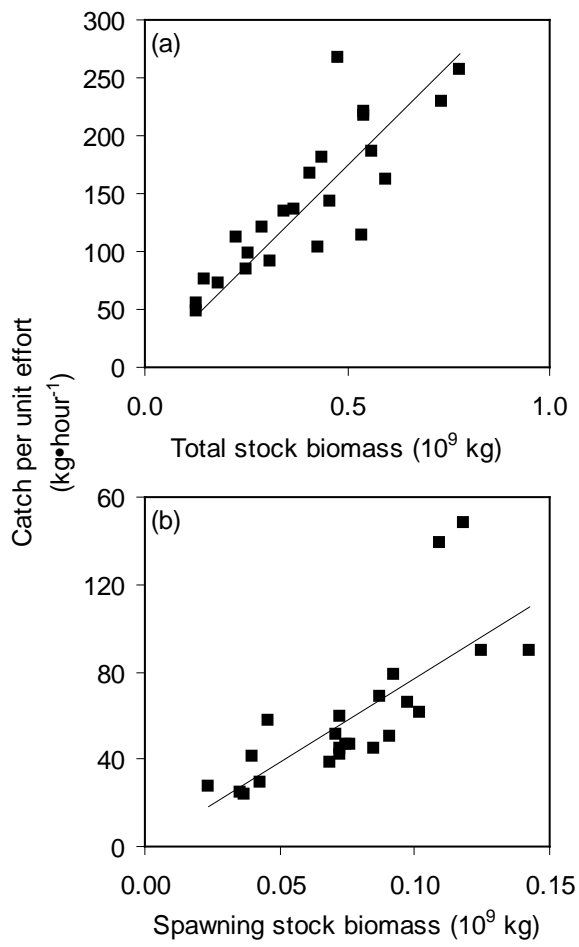 300
(a)
250
200
150
100
50
0
0.0 0.5 1.0
Total stock biomass (10⁹ kg)
Catch per unit effort
(kg•hour⁻¹)
60
(b)
120
80
40
0
0.00 0.05 0.10 0.15
Spawning stock biomass (10⁹ kg)